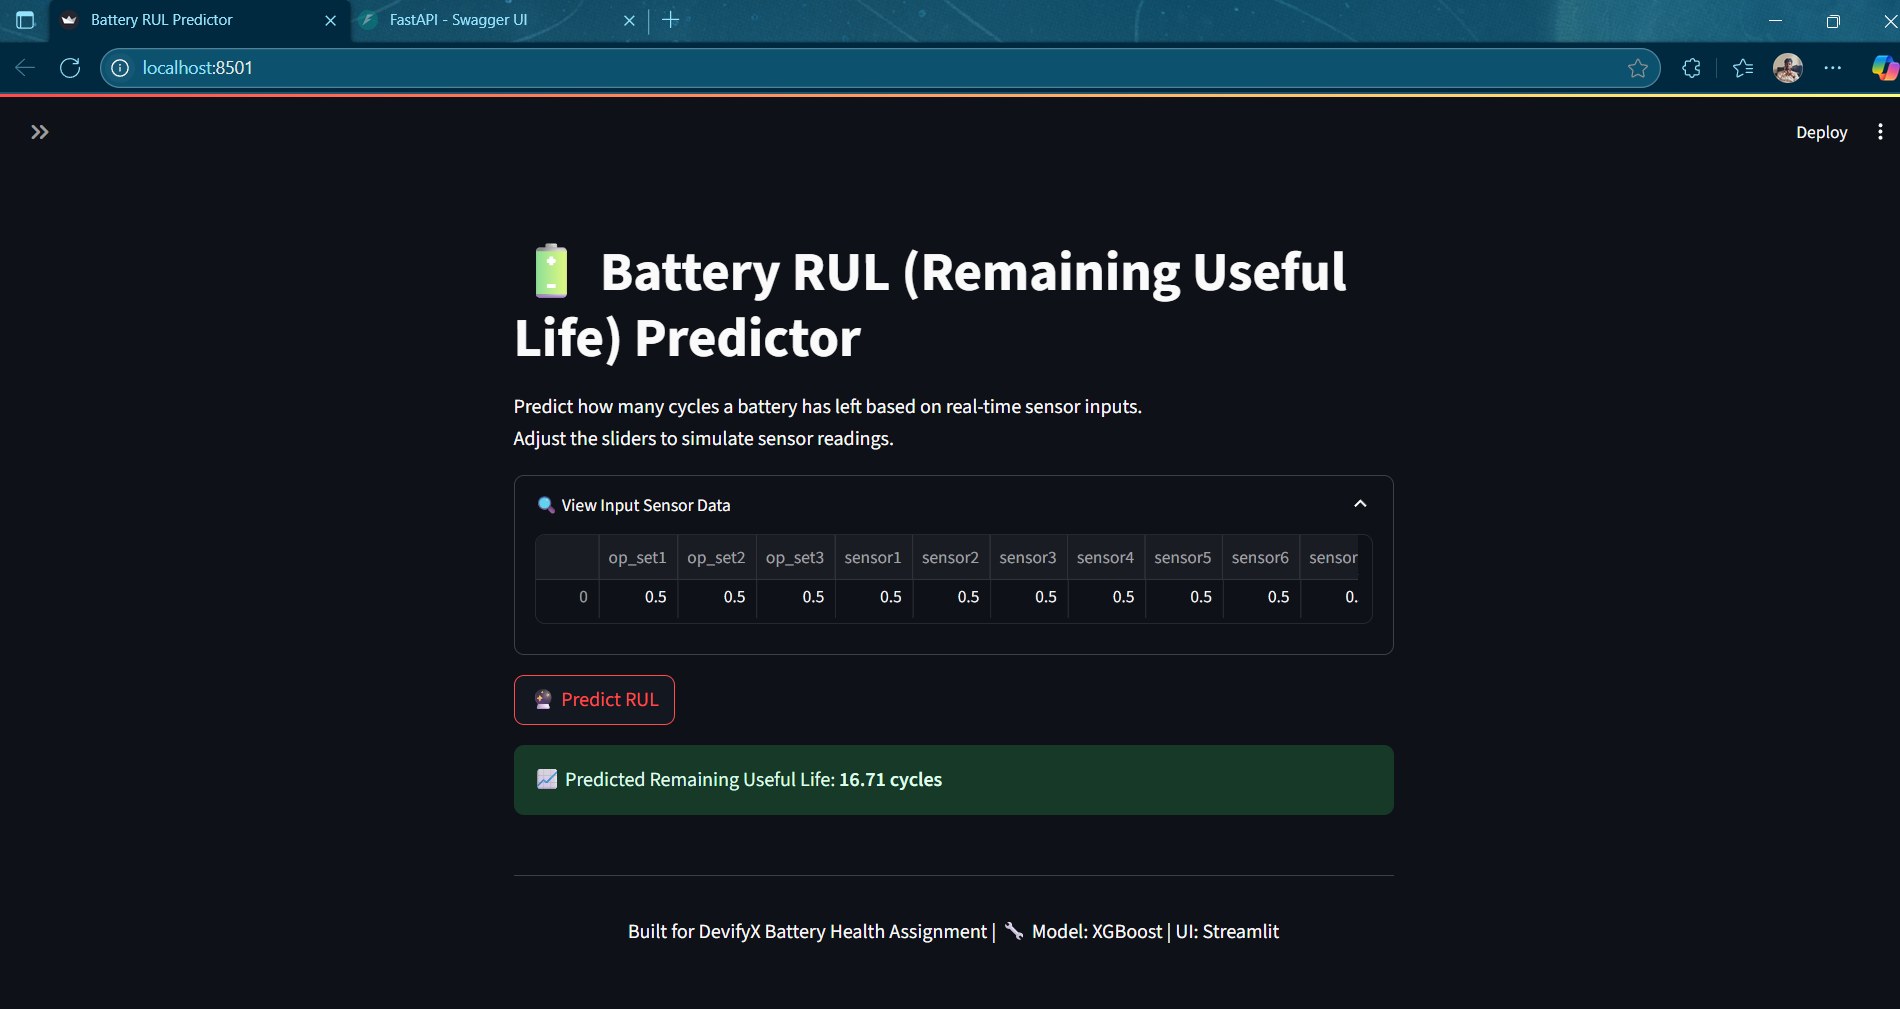 Battery RUL Predictor
FastAPI - Swagger UI
localhost:8501
Deploy
Battery RUL (Remaining Useful
Life) Predictor
Predict how many cycles a battery has left based on real-time sensor inputs.
Adjust the sliders to simulate sensor readings.
View Input Sensor Data
op_set1 op_set2 op_set3 sensor1 sensor2 sensor3 sensor4 sensor5 sensor6 sensor
0 0.5 0.5 0.5 0.5 0.5 0.5 0.5 0.5 0.5 0.
Predict RUL
Predicted Remaining Useful Life: 16.71 cycles
Built for DevifyX Battery Health Assignment | Model: XGBoost | UI: Streamlit